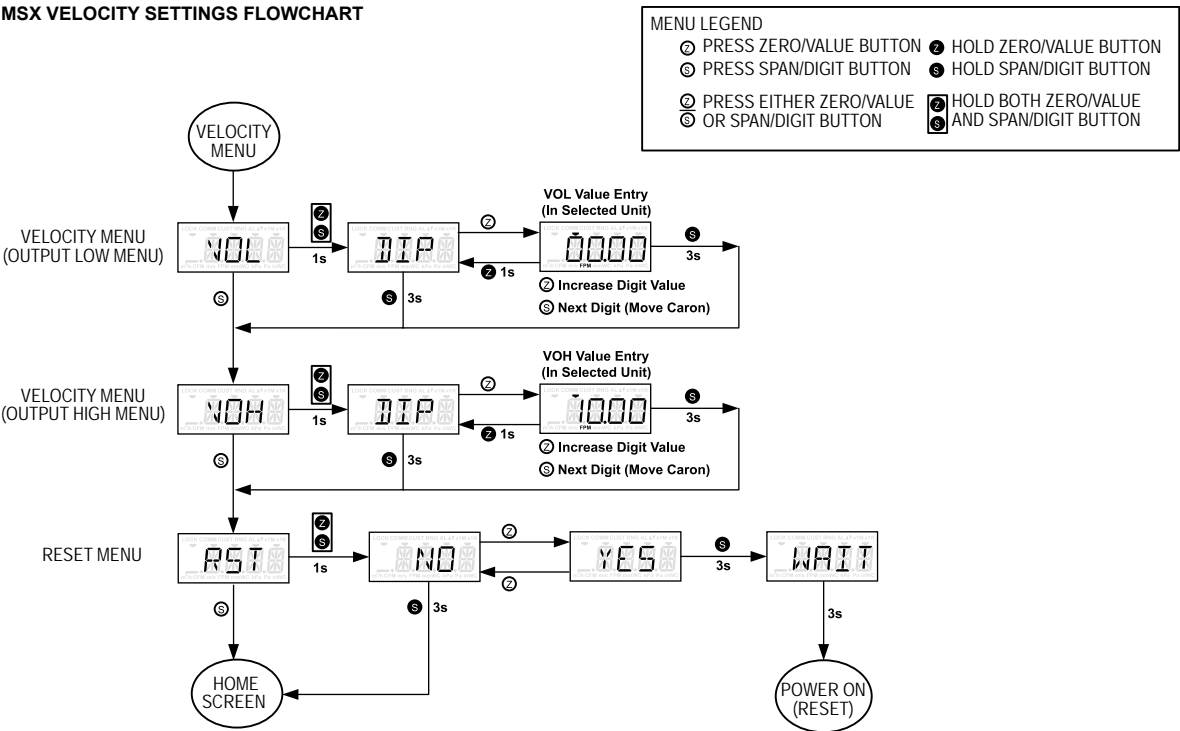 MSX VELOCITY SETTINGS FLOWCHART
MENU LEGEND
Z PRESS ZERO/VALUE BUTTON
Z HOLD ZERO/VALUE BUTTON
S PRESS SPAN/DIGIT BUTTON
S HOLD SPAN/DIGIT BUTTON
Z PRESS EITHER ZERO/VALUE
S OR SPAN/DIGIT BUTTON
Z HOLD BOTH ZERO/VALUE
S AND SPAN/DIGIT BUTTON
VELOCITY
MENU
VELOCITY MENU
(OUTPUT LOW MENU)
VOL
Z
S
1s
DIP
Z
Z 1s
VOL Value Entry
(In Selected Unit)
00.00
FPM
Z Increase Digit Value
S Next Digit (Move Caron)
S
3s
S
S 3s
VELOCITY MENU
(OUTPUT HIGH MENU)
VOH
Z
S
1s
DIP
Z
Z 1s
VOH Value Entry
(In Selected Unit)
10.00
FPM
Z Increase Digit Value
S Next Digit (Move Caron)
S
3s
S
S 3s
RESET MENU
RST
Z
S
1s
NO
Z
Z
YES
S
3s
WAIT
S
S 3s
3s
HOME
SCREEN
POWER ON
(RESET)